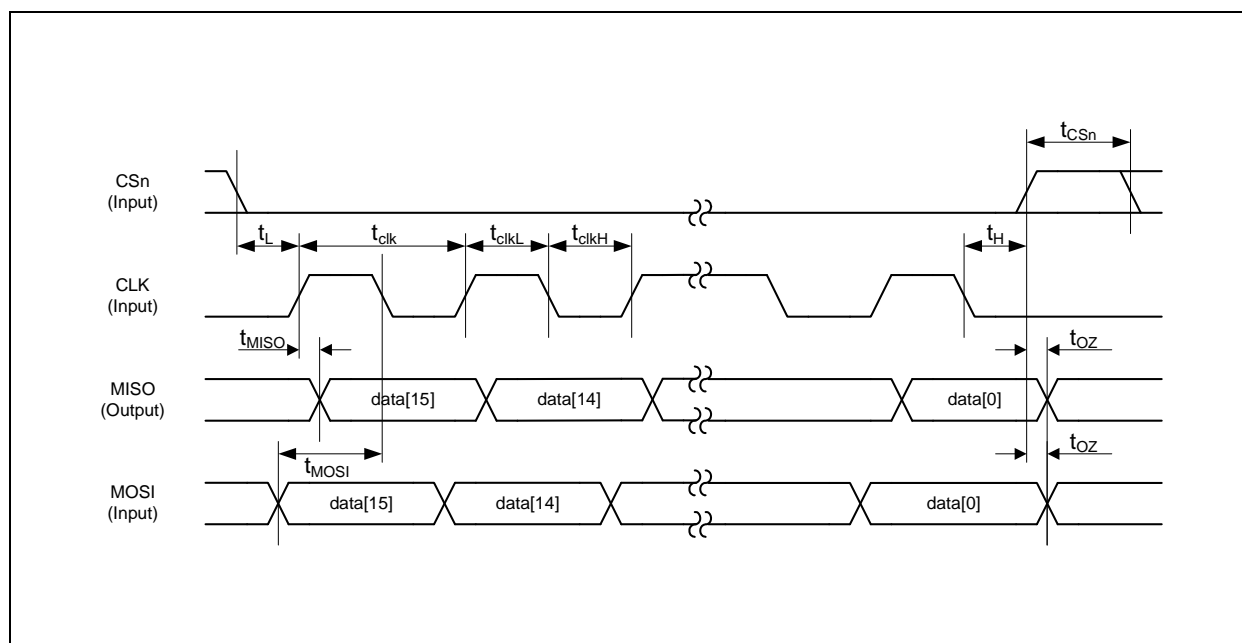 tCSn
CSn
(Input)
tL
tclk
tclkL
tclkH
tH
CLK
(Input)
tMISO
tOZ
MISO
(Output)
data[15]
data[14]
data[0]
tMOSI
tOZ
MOSI
(Input)
data[15]
data[14]
data[0]